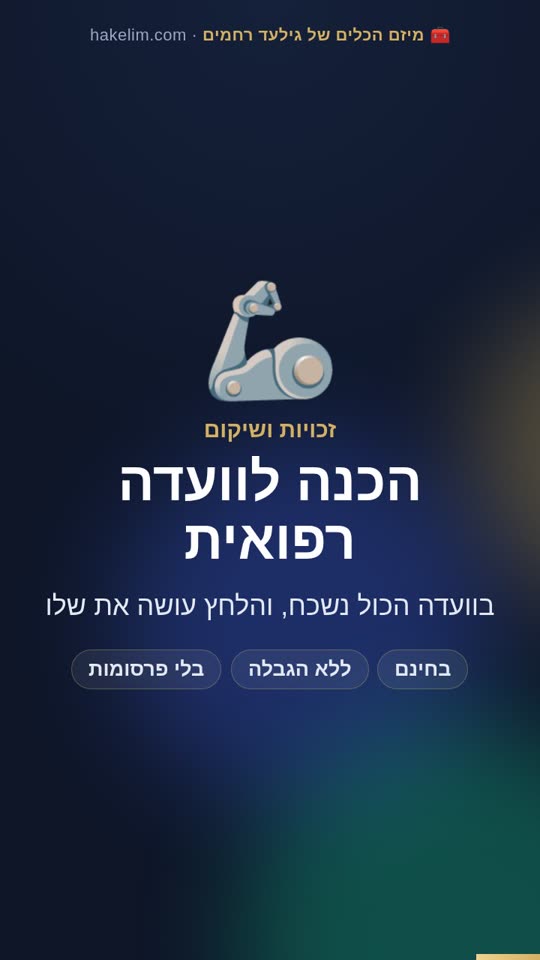 🧰 מיזם הכלים של גילעד רחמים · hakelim.com
זכויות ושיקום
הכנה לוועדה
רפואית
בוועדה הכול נשכח, והלחץ עושה את שלו
בחינם
ללא הגבלה
בלי פרסומות